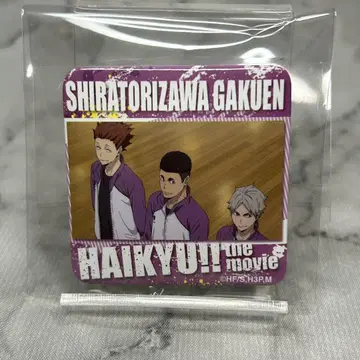 SHIRATORIZAWA GAKUEN
HAIKYU!! the movie
©HF/S,H3P,M